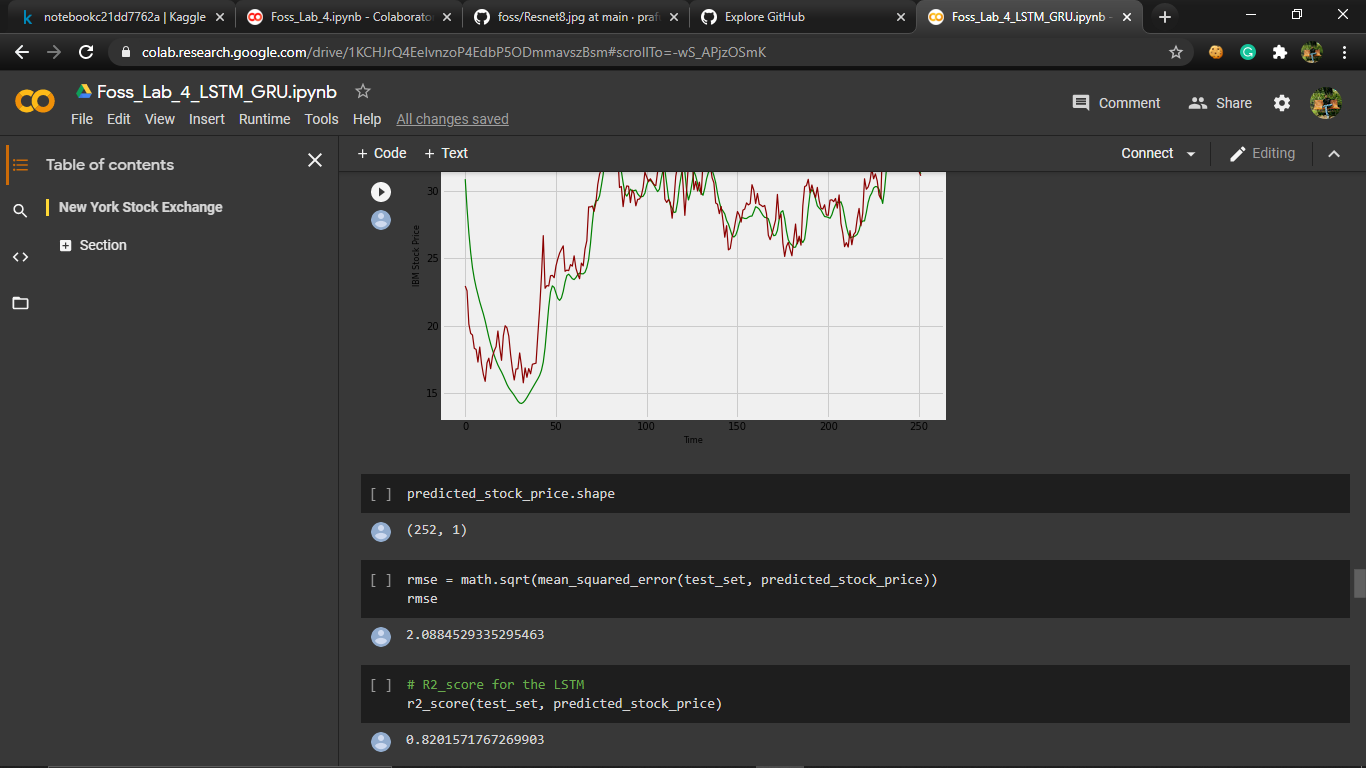 notebookc21dd7762a | Kaggle
Foss_Lab_4.ipynb - Colaborato
foss/Resnet8.jpg at main · praf
Explore GitHub
Foss_Lab_4_LSTM_GRU.ipynb -
colab.research.google.com/drive/1KCHJrQ4EelvnzoP4EdbP5ODmmavszBsm#scrollTo=-wS_APjzOSmK
Foss_Lab_4_LSTM_GRU.ipynb
Comment
Share
File Edit View Insert Runtime Tools Help All changes saved
Table of contents
+ Code + Text
Connect
Editing
New York Stock Exchange
Section
30
25
20
15
IBM Stock Price
0 50 100 150 200 250
Time
[ ] predicted_stock_price.shape
(252, 1)
[ ] rmse = math.sqrt(mean_squared_error(test_set, predicted_stock_price))
rmse
2.0884529335295463
[ ] # R2_score for the LSTM
r2_score(test_set, predicted_stock_price)
0.8201571767269903